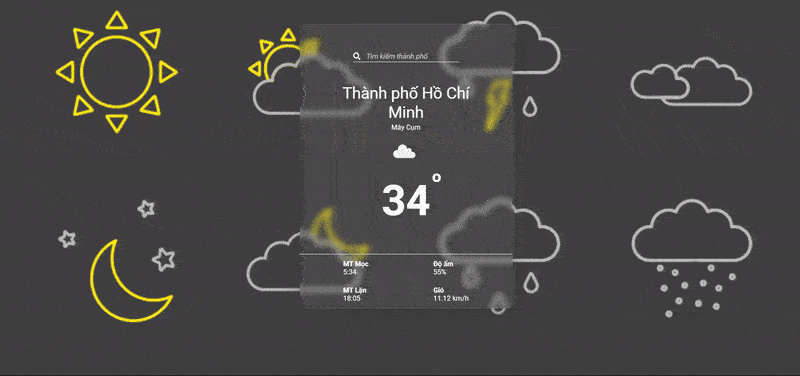 Tìm kiếm thành phố
Thành phố Hồ Chí
Minh
Mây Cụm
34°
MT Mọc
Độ ẩm
5:34
55%
MT Lặn
Gió
18:05
11.12 km/h